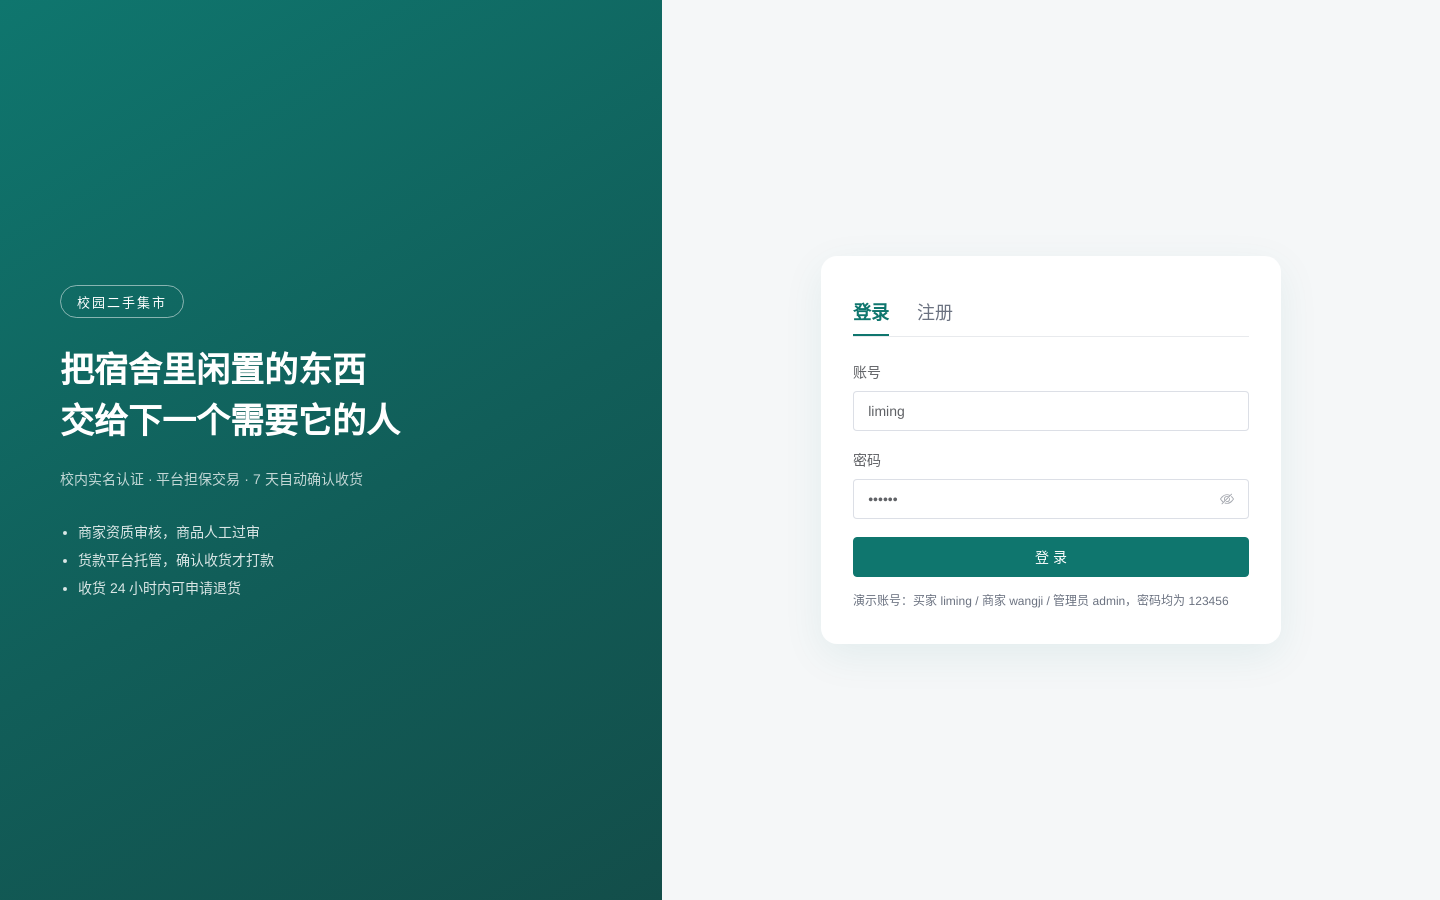 校园二手集市
把宿舍里闲置的东西
交给下一个需要它的人
校内实名认证 · 平台担保交易 · 7 天自动确认收货
• 商家资质审核，商品人工过审
• 货款平台托管，确认收货才打款
• 收货 24 小时内可申请退货
登录 注册
账号
liming
密码
••••••
登 录
演示账号：买家 liming / 商家 wangji / 管理员 admin，密码均为 123456